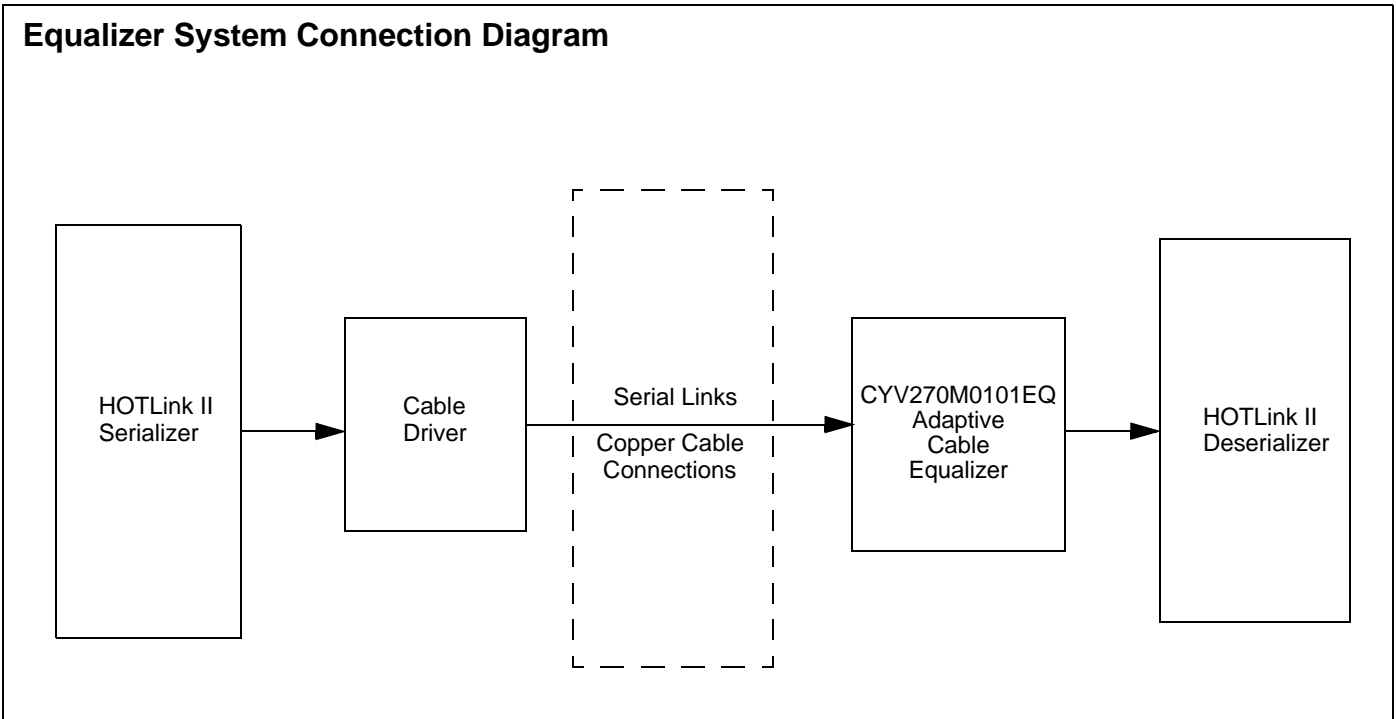 Equalizer System Connection Diagram
HOTLink II
Serializer
Cable
Driver
Serial Links
Copper Cable
Connections
CYV270M0101EQ
Adaptive
Cable
Equalizer
HOTLink II
Deserializer